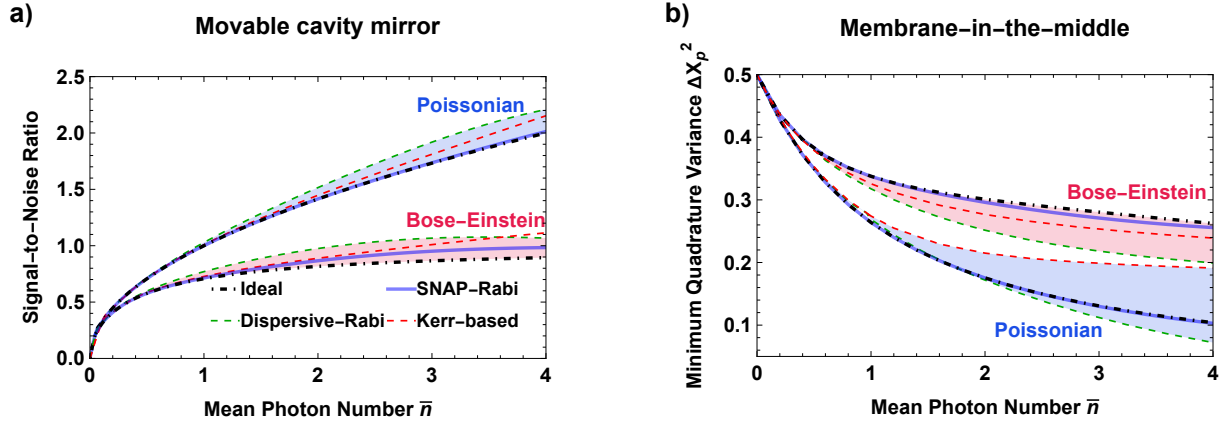 a)
Movable cavity mirror
Signal-to-Noise Ratio
2.5
2.0
1.5
1.0
0.5
0.0
Poissonian
Bose-Einstein
Ideal
SNAP-Rabi
Dispersive-Rabi
Kerr-based
0
1
2
3
4
Mean Photon Number n̅
b)
Membrane-in-the-middle
Minimum Quadrature Variance ΔXₚ²
0.5
0.4
0.3
0.2
0.1
Bose-Einstein
Poissonian
0
1
2
3
4
Mean Photon Number n̅